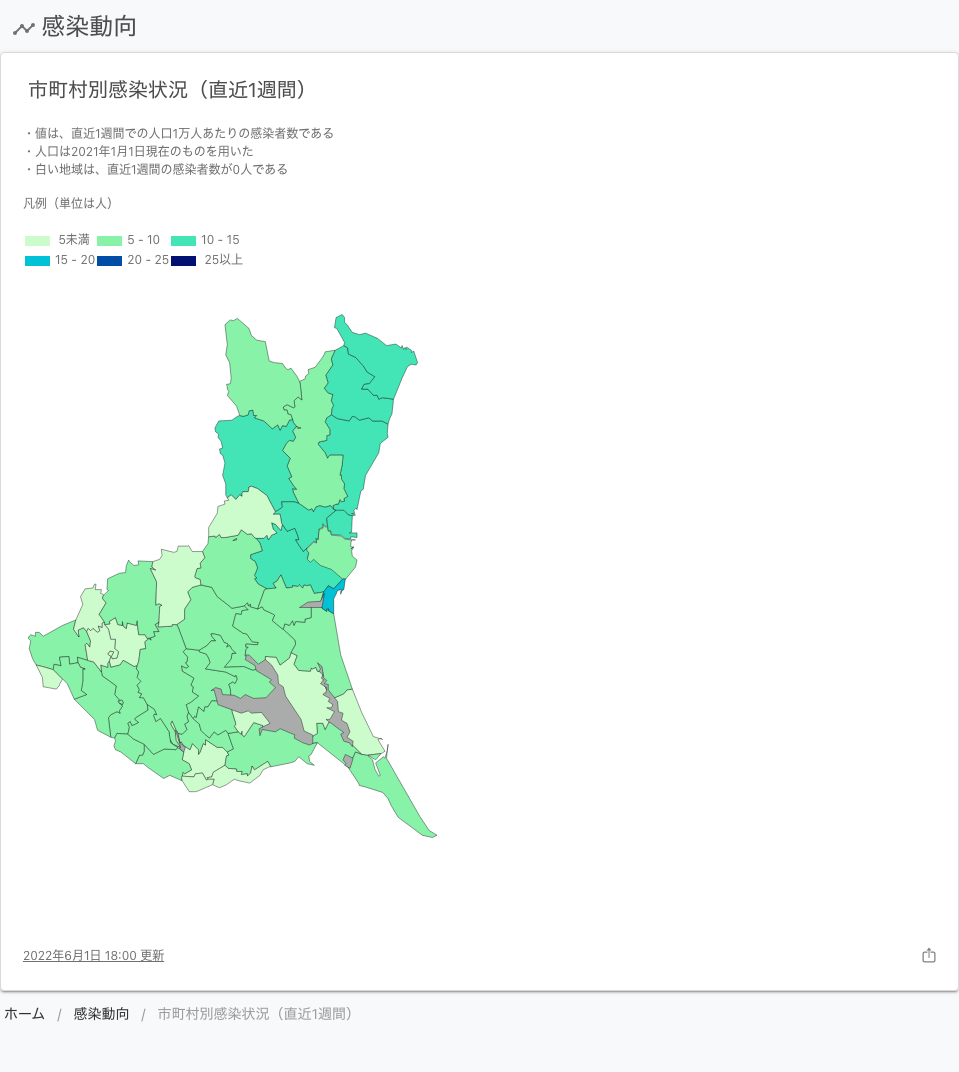 感染動向
市町村別感染状況（直近1週間）
・値は、直近1週間での人口1万人あたりの感染者数である
・人口は2021年1月1日現在のものを用いた
・白い地域は、直近1週間の感染者数が0人である
凡例（単位は人）
5未満 5 - 10 10 - 15
15 - 20 20 - 25 25以上
2022年6月1日 18:00 更新
ホーム / 感染動向 / 市町村別感染状況（直近1週間）